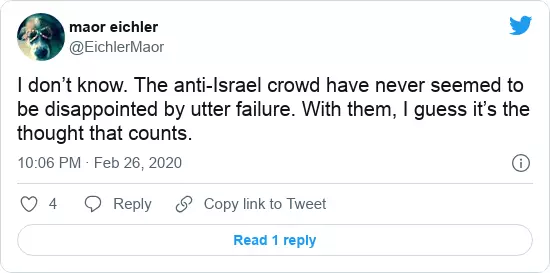 maor eichler
@EichlerMaor
I don’t know. The anti-Israel crowd have never seemed to
be disappointed by utter failure. With them, I guess it’s the
thought that counts.
10:06 PM · Feb 26, 2020
4 Reply Copy link to Tweet
Read 1 reply